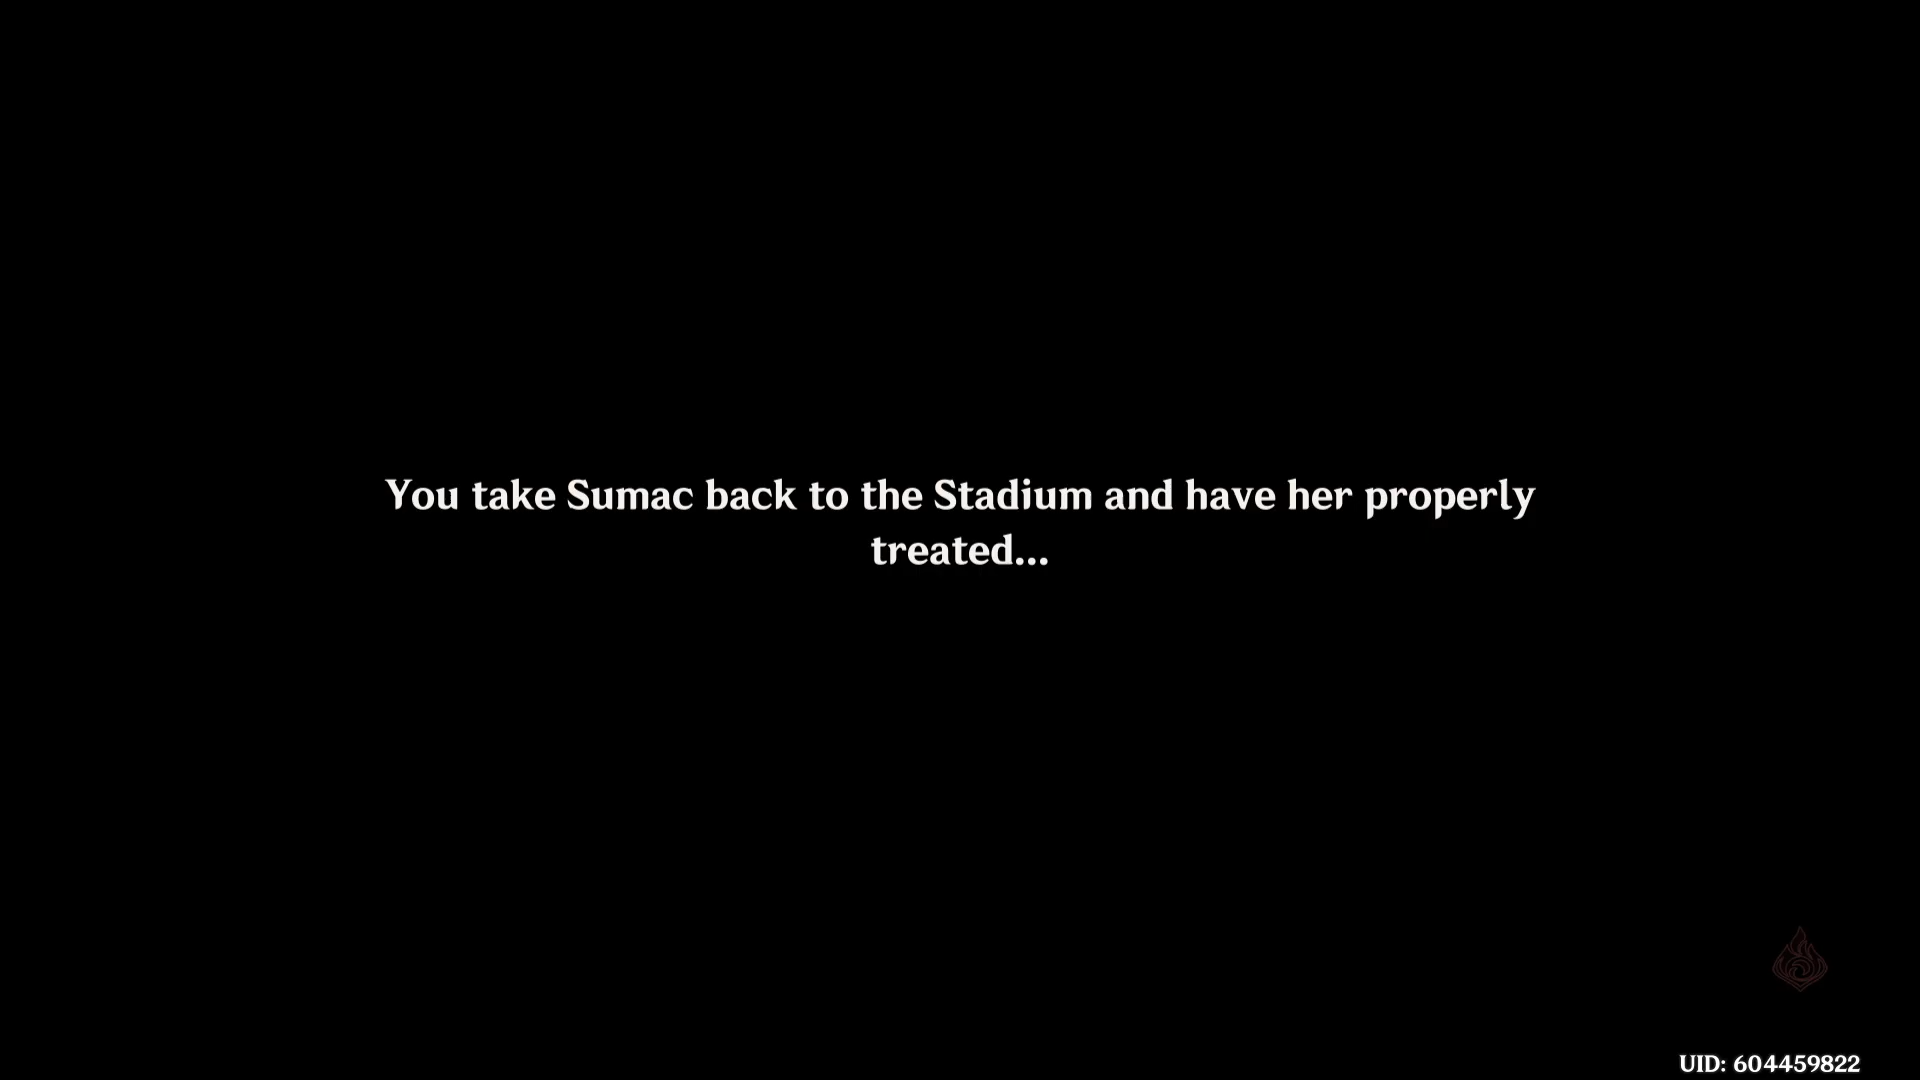 You take Sumac back to the Stadium and have her properly
treated...
UID: 604459822